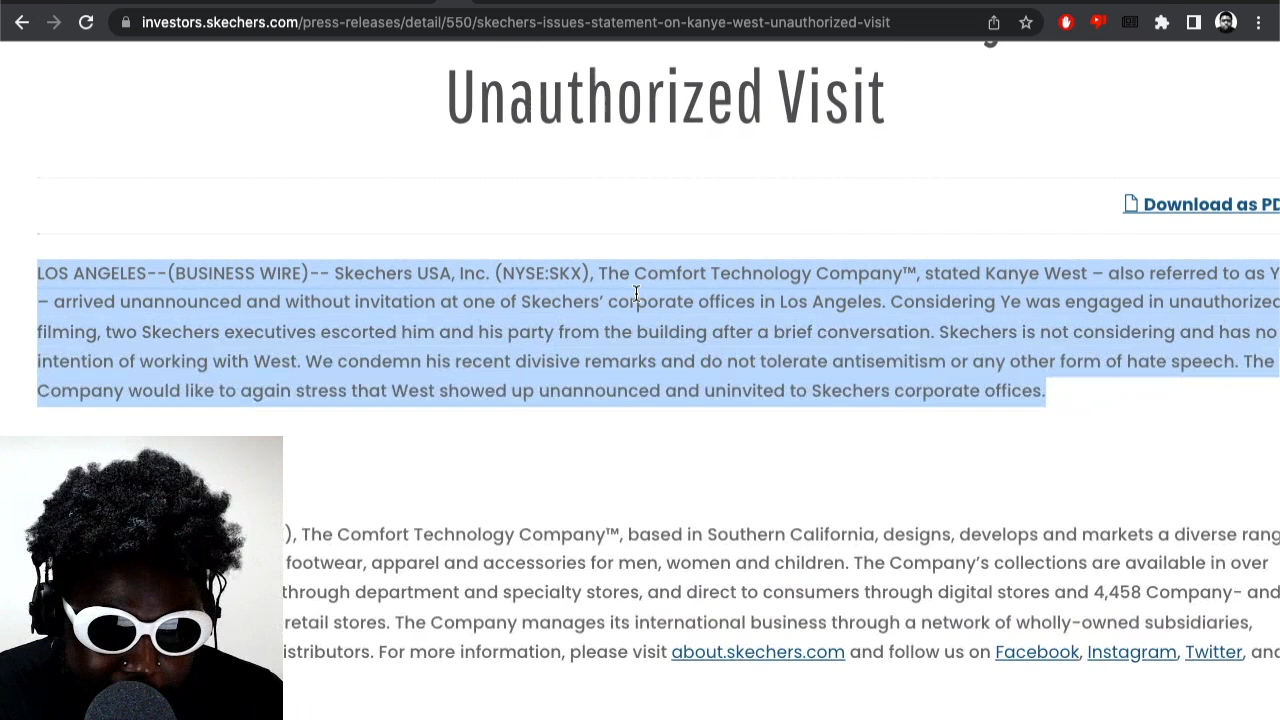 investors.skechers.com/press-releases/detail/550/skechers-issues-statement-on-kanye-west-unauthorized-visit
Unauthorized Visit
Download as PD
LOS ANGELES--(BUSINESS WIRE)-- Skechers USA, Inc. (NYSE:SKX), The Comfort Technology Company™, stated Kanye West – also referred to as Y
– arrived unannounced and without invitation at one of Skechers’ corporate offices in Los Angeles. Considering Ye was engaged in unauthorized
filming, two Skechers executives escorted him and his party from the building after a brief conversation. Skechers is not considering and has no
intention of working with West. We condemn his recent divisive remarks and do not tolerate antisemitism or any other form of hate speech. The
Company would like to again stress that West showed up unannounced and uninvited to Skechers corporate offices.
), The Comfort Technology Company™, based in Southern California, designs, develops and markets a diverse rang
footwear, apparel and accessories for men, women and children. The Company’s collections are available in over
through department and specialty stores, and direct to consumers through digital stores and 4,458 Company- and
retail stores. The Company manages its international business through a network of wholly-owned subsidiaries,
istributors. For more information, please visit about.skechers.com and follow us on Facebook, Instagram, Twitter, and